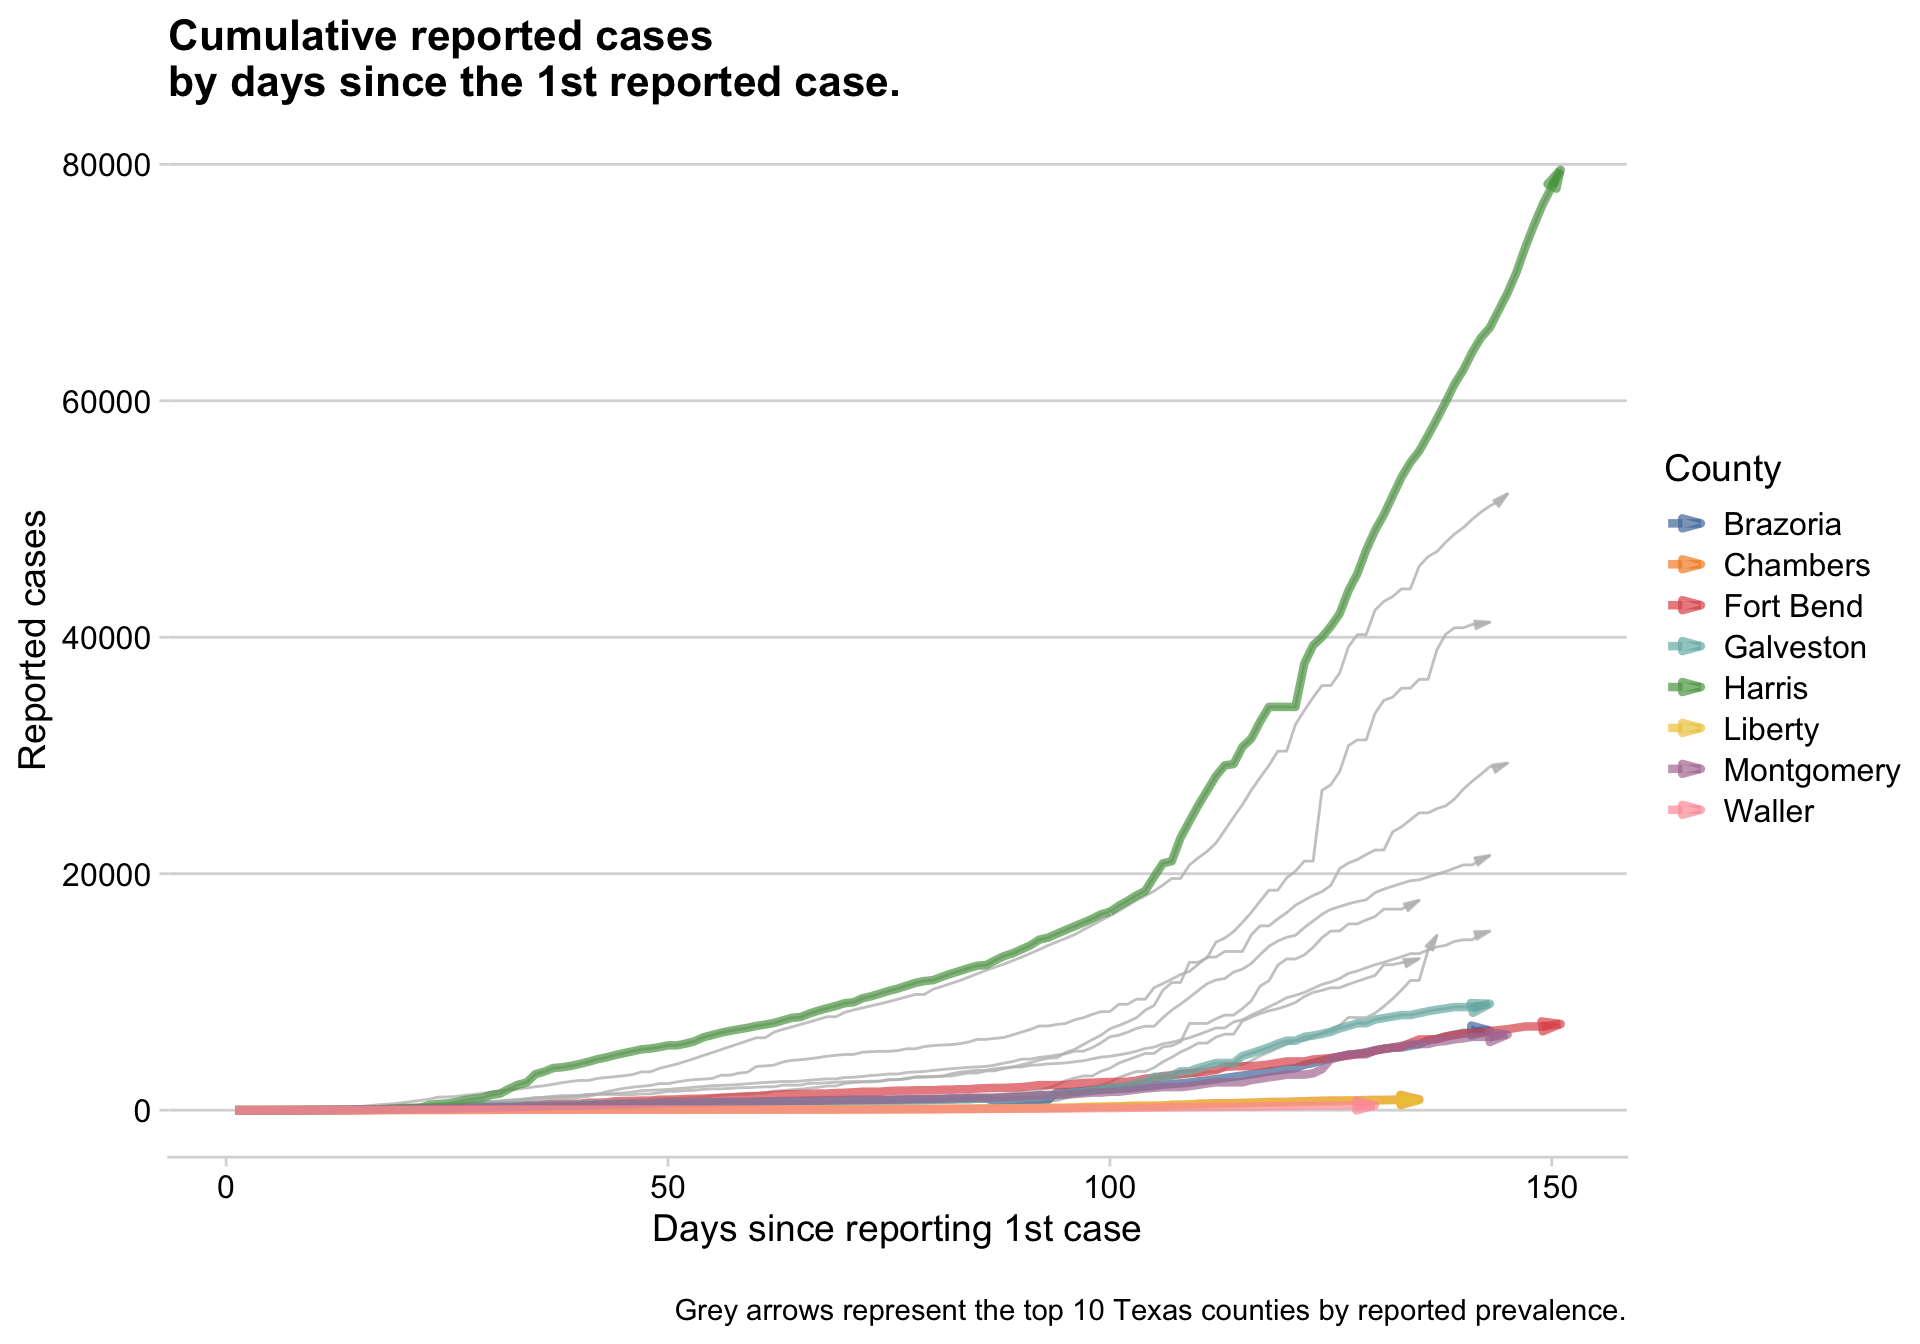 Cumulative reported cases
by days since the 1st reported case.
80000
60000
40000
20000
0
Reported cases
0 50 100 150
Days since reporting 1st case
County
Brazoria
Chambers
Fort Bend
Galveston
Harris
Liberty
Montgomery
Waller
Grey arrows represent the top 10 Texas counties by reported prevalence.